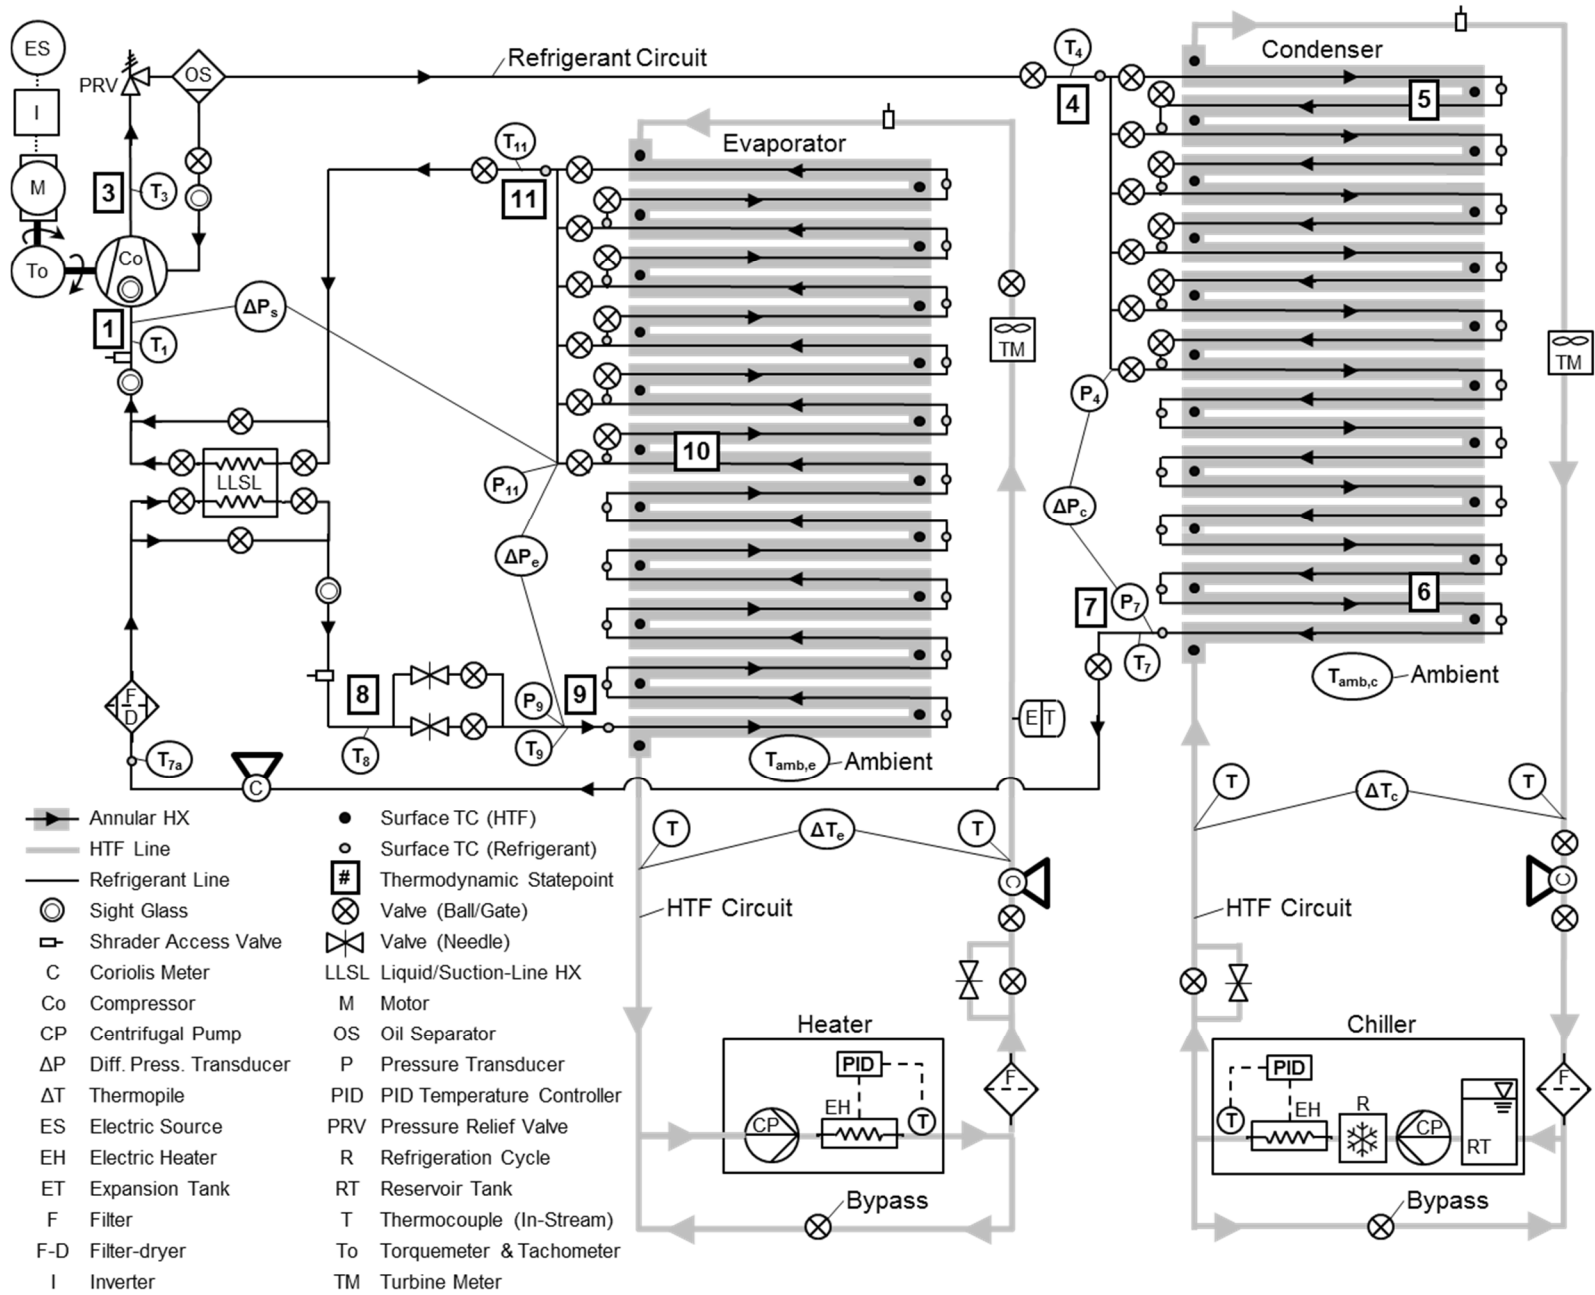 ES
I
M
To
PRV
OS
Refrigerant Circuit
3
T3
Co
1
T1
ΔPs
T11
11
Evaporator
10
P11
ΔPe
LLSL
TM
T4
4
Condenser
5
TM
P4
ΔPc
P7
7
T7
6
Tamb,c
Ambient
F
D
T7a
C
8
T8
P9
T9
9
Tamb,e
Ambient
E T
T
ΔTe
T
C
HTF Circuit
T
ΔTc
T
C
HTF Circuit
Heater
PID
CP
EH
T
F
Bypass
Chiller
PID
T
EH
R
CP
RT
F
Bypass
Annular HX
HTF Line
Refrigerant Line
Sight Glass
Shrader Access Valve
C Coriolis Meter
Co Compressor
CP Centrifugal Pump
ΔP Diff. Press. Transducer
ΔT Thermopile
ES Electric Source
EH Electric Heater
ET Expansion Tank
F Filter
F-D Filter-dryer
I Inverter
Surface TC (HTF)
Surface TC (Refrigerant)
# Thermodynamic Statepoint
Valve (Ball/Gate)
Valve (Needle)
LLSL Liquid/Suction-Line HX
M Motor
OS Oil Separator
P Pressure Transducer
PID PID Temperature Controller
PRV Pressure Relief Valve
R Refrigeration Cycle
RT Reservoir Tank
T Thermocouple (In-Stream)
To Torquemeter & Tachometer
TM Turbine Meter